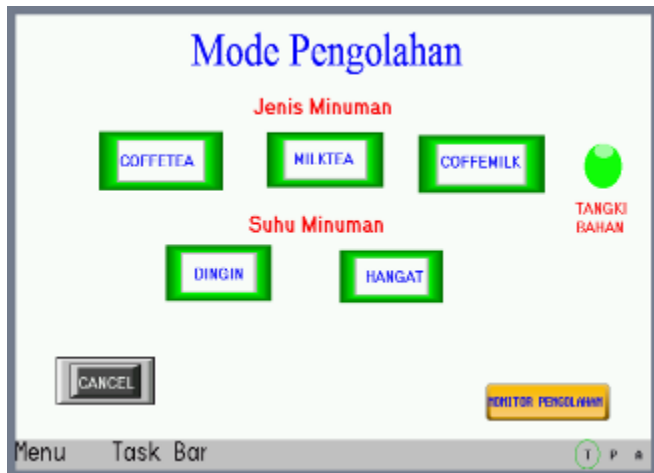 Mode Pengolahan
Jenis Minuman
COFFETEA MILKTEA COFFEMILK
TANGKI
BAHAN
Suhu Minuman
DINGIN HANGAT
CANCEL
MONITOR PENGOLAHAN
Menu Task Bar T P A